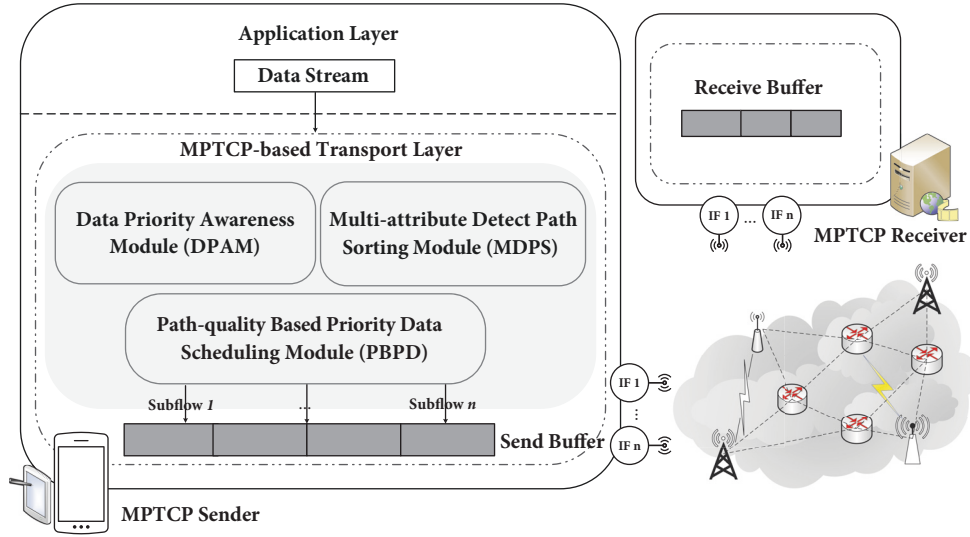 Application Layer
Data Stream
MPTCP-based Transport Layer
Data Priority Awareness
Module (DPAM)
Multi-attribute Detect Path
Sorting Module (MDPS)
Path-quality Based Priority Data
Scheduling Module (PBPD)
Subflow 1
...
Subflow n
Send Buffer
IF 1
...
IF n
MPTCP Sender
Receive Buffer
IF 1
...
IF n
MPTCP Receiver